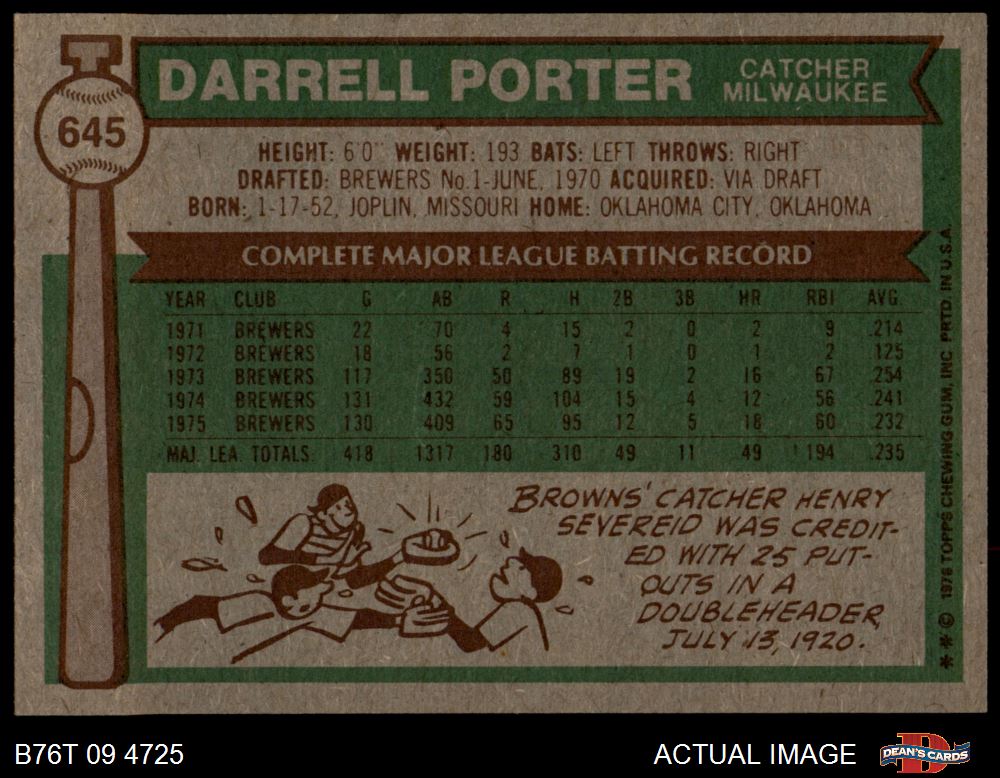 DARRELL PORTER
CATCHER
MILWAUKEE
645
HEIGHT: 6'0" WEIGHT: 193 BATS: LEFT THROWS: RIGHT
DRAFTED: BREWERS No.1-JUNE, 1970 ACQUIRED: VIA DRAFT
BORN: 1-17-52, JOPLIN, MISSOURI HOME: OKLAHOMA CITY, OKLAHOMA
COMPLETE MAJOR LEAGUE BATTING RECORD
YEAR CLUB G AB R H 2B 3B HR RBI AVG.
1971 BREWERS 22 70 4 15 2 0 2 9 .214
1972 BREWERS 18 56 2 7 1 0 1 2 .125
1973 BREWERS 117 350 50 89 19 2 16 67 .254
1974 BREWERS 131 432 59 104 15 4 12 56 .241
1975 BREWERS 130 409 65 95 12 5 18 60 .232
MAJ. LEA. TOTALS 418 1317 180 310 49 11 49 194 .235
BROWNS' CATCHER HENRY
SEVEREID WAS CREDIT-
ED WITH 25 PUT-
OUTS IN A
DOUBLEHEADER,
JULY 13, 1920.
**© 1976 TOPPS CHEWING GUM, INC. PRTD. IN U.S.A.
B76T 09 4725
ACTUAL IMAGE
D
DEAN'S CARDS